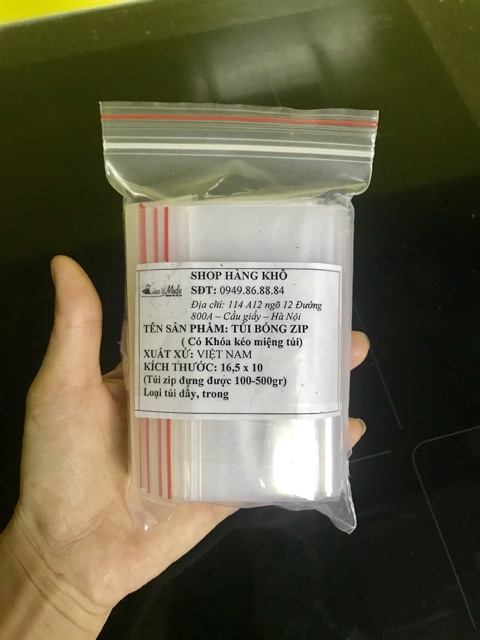 SHOP HÀNG KHÔ
SĐT: 0949.86.88.84
Địa chỉ: 114 A12 ngõ 12 Đường
800A – Cầu giấy – Hà Nội
TÊN SẢN PHẨM: TÚI BÓNG ZIP
( Có Khóa kéo miệng túi)
XUẤT XỨ: VIỆT NAM
KÍCH THƯỚC: 16,5 x 10
(Túi zip đựng được 100-500gr)
Loại túi dầy, trong